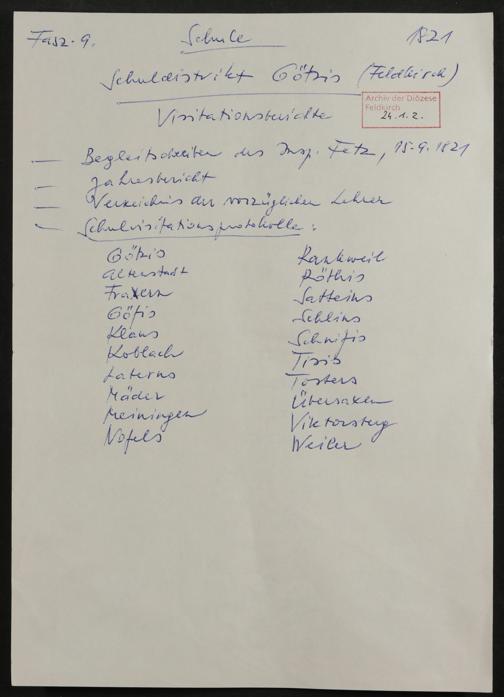 Fasz. 9. Schule 1821
Schuldistrikt Götzis (Feldkirch)
Visitationsberichte
Archiv der Diözese
Feldkirch
24.1.2.
— Begleitschreiben des Insp. Fetz, 15.9.1821
— Jahresbericht
— Verzeichnis der vorzüglichen Lehrer
— Schulvisitationsprotokolle:
Götzis
Altenstadt
Fraxern
Göfis
Klaus
Koblach
Laterns
Mäder
Meiningen
Nofels
Rankweil
Röthis
Satteins
Schlins
Schnifis
Tisis
Tosters
Übersaxen
Viktorsberg
Weiler